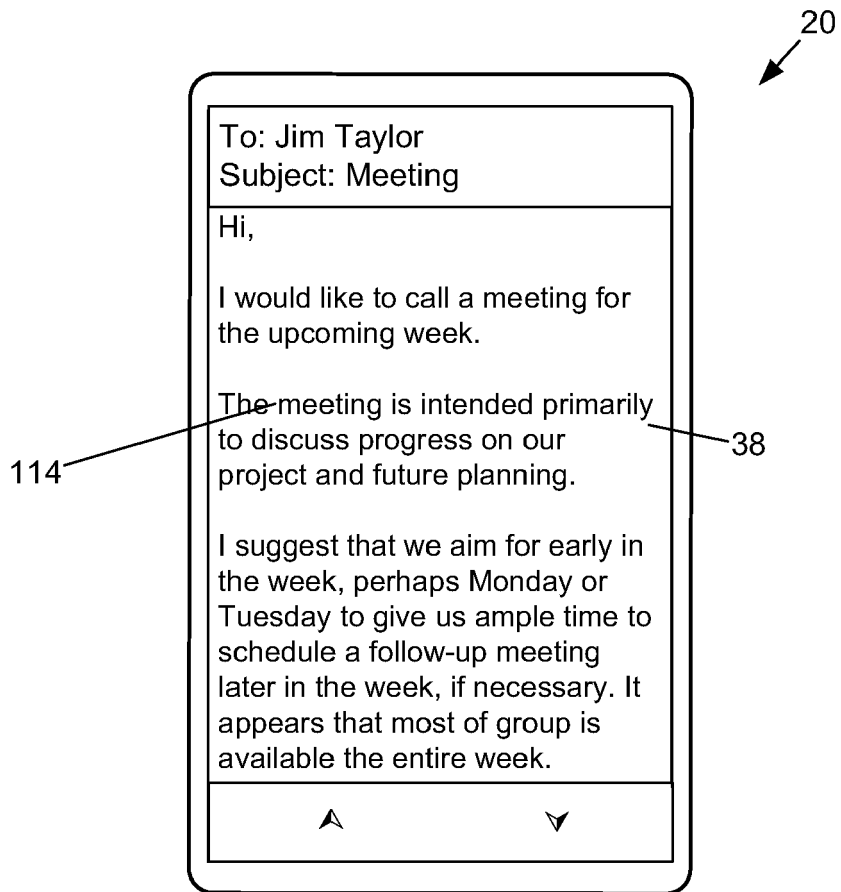 20
To: Jim Taylor
Subject: Meeting
Hi,
I would like to call a meeting for
the upcoming week.
The meeting is intended primarily
to discuss progress on our
project and future planning.
38
114
I suggest that we aim for early in
the week, perhaps Monday or
Tuesday to give us ample time to
schedule a follow-up meeting
later in the week, if necessary. It
appears that most of group is
available the entire week.